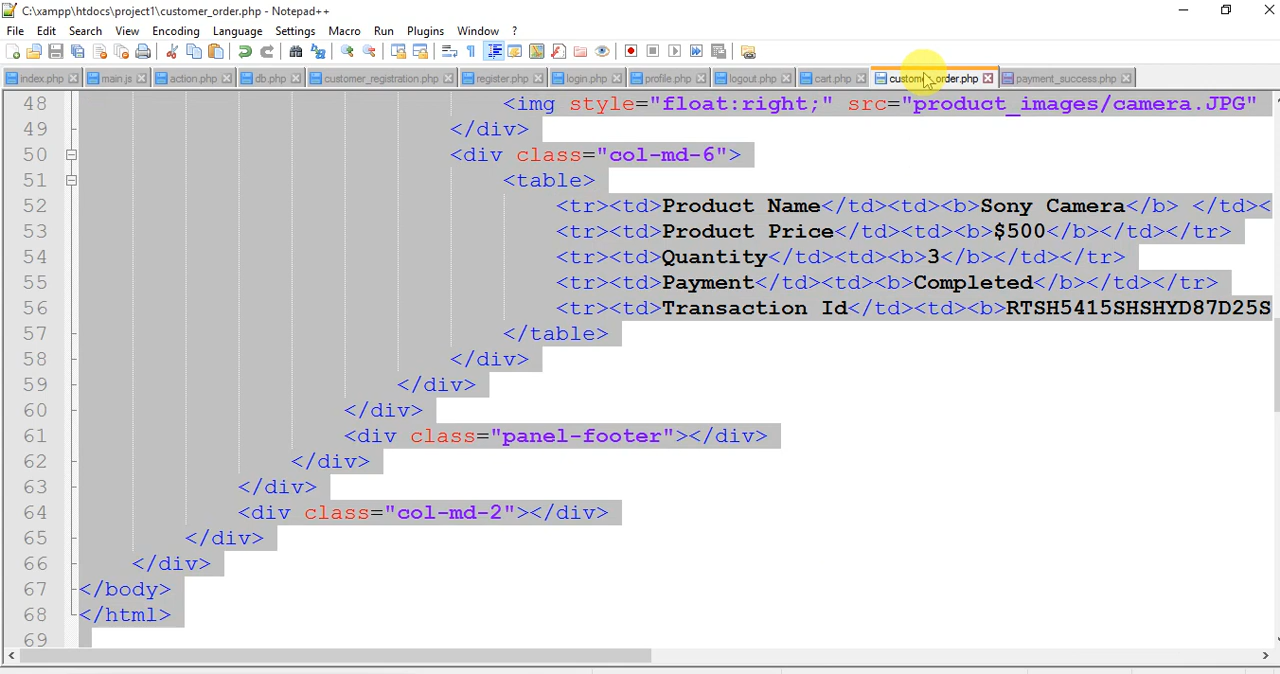 C:\xampp\htdocs\project1\customer_order.php - Notepad++
File Edit Search View Encoding Language Settings Macro Run Plugins Window ?
index.php main.js action.php db.php customer_registration.php register.php login.php profile.php logout.php cart.php customer_order.php payment_success.php
48 <img style="float:right;" src="product_images/camera.JPG"
49 </div>
50 <div class="col-md-6">
51 <table>
52 <tr><td>Product Name</td><td><b>Sony Camera</b> </td><
53 <tr><td>Product Price</td><td><b>$500</b></td></tr>
54 <tr><td>Quantity</td><td><b>3</b></td></tr>
55 <tr><td>Payment</td><td><b>Completed</b></td></tr>
56 <tr><td>Transaction Id</td><td><b>RTSH5415SHSHYD87D25S
57 </table>
58 </div>
59 </div>
60 </div>
61 <div class="panel-footer"></div>
62 </div>
63 </div>
64 <div class="col-md-2"></div>
65 </div>
66 </div>
67 </body>
68 </html>
69